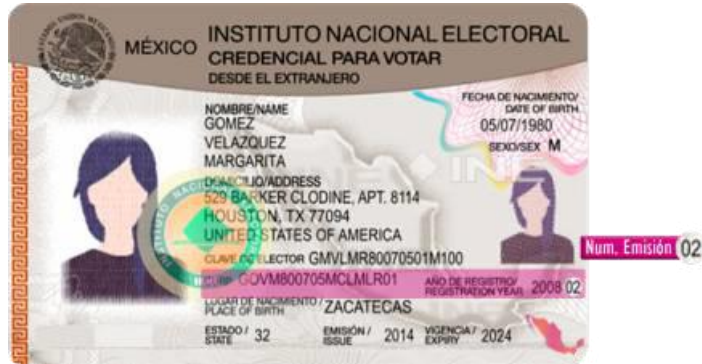 MÉXICO
INSTITUTO NACIONAL ELECTORAL
CREDENCIAL PARA VOTAR
DESDE EL EXTRANJERO
NOMBRE/NAME
GOMEZ
VELAZQUEZ
MARGARITA
FECHA DE NACIMIENTO/
DATE OF BIRTH
05/07/1980
SEXO/SEX M
DOMICILIO/ADDRESS
529 BARKER CLODINE, APT. 8114
HOUSTON, TX 77094
UNITED STATES OF AMERICA
CLAVE DE ELECTOR GMVLMR80070501M100
CURP GOVM800705MCLMLR01
AÑO DE REGISTRO/
REGISTRATION YEAR 2008 02
Num. Emisión 02
LUGAR DE NACIMIENTO/
PLACE OF BIRTH ZACATECAS
ESTADO/
STATE 32
EMISIÓN/
ISSUE 2014
VIGENCIA/
EXPIRY 2024
INE